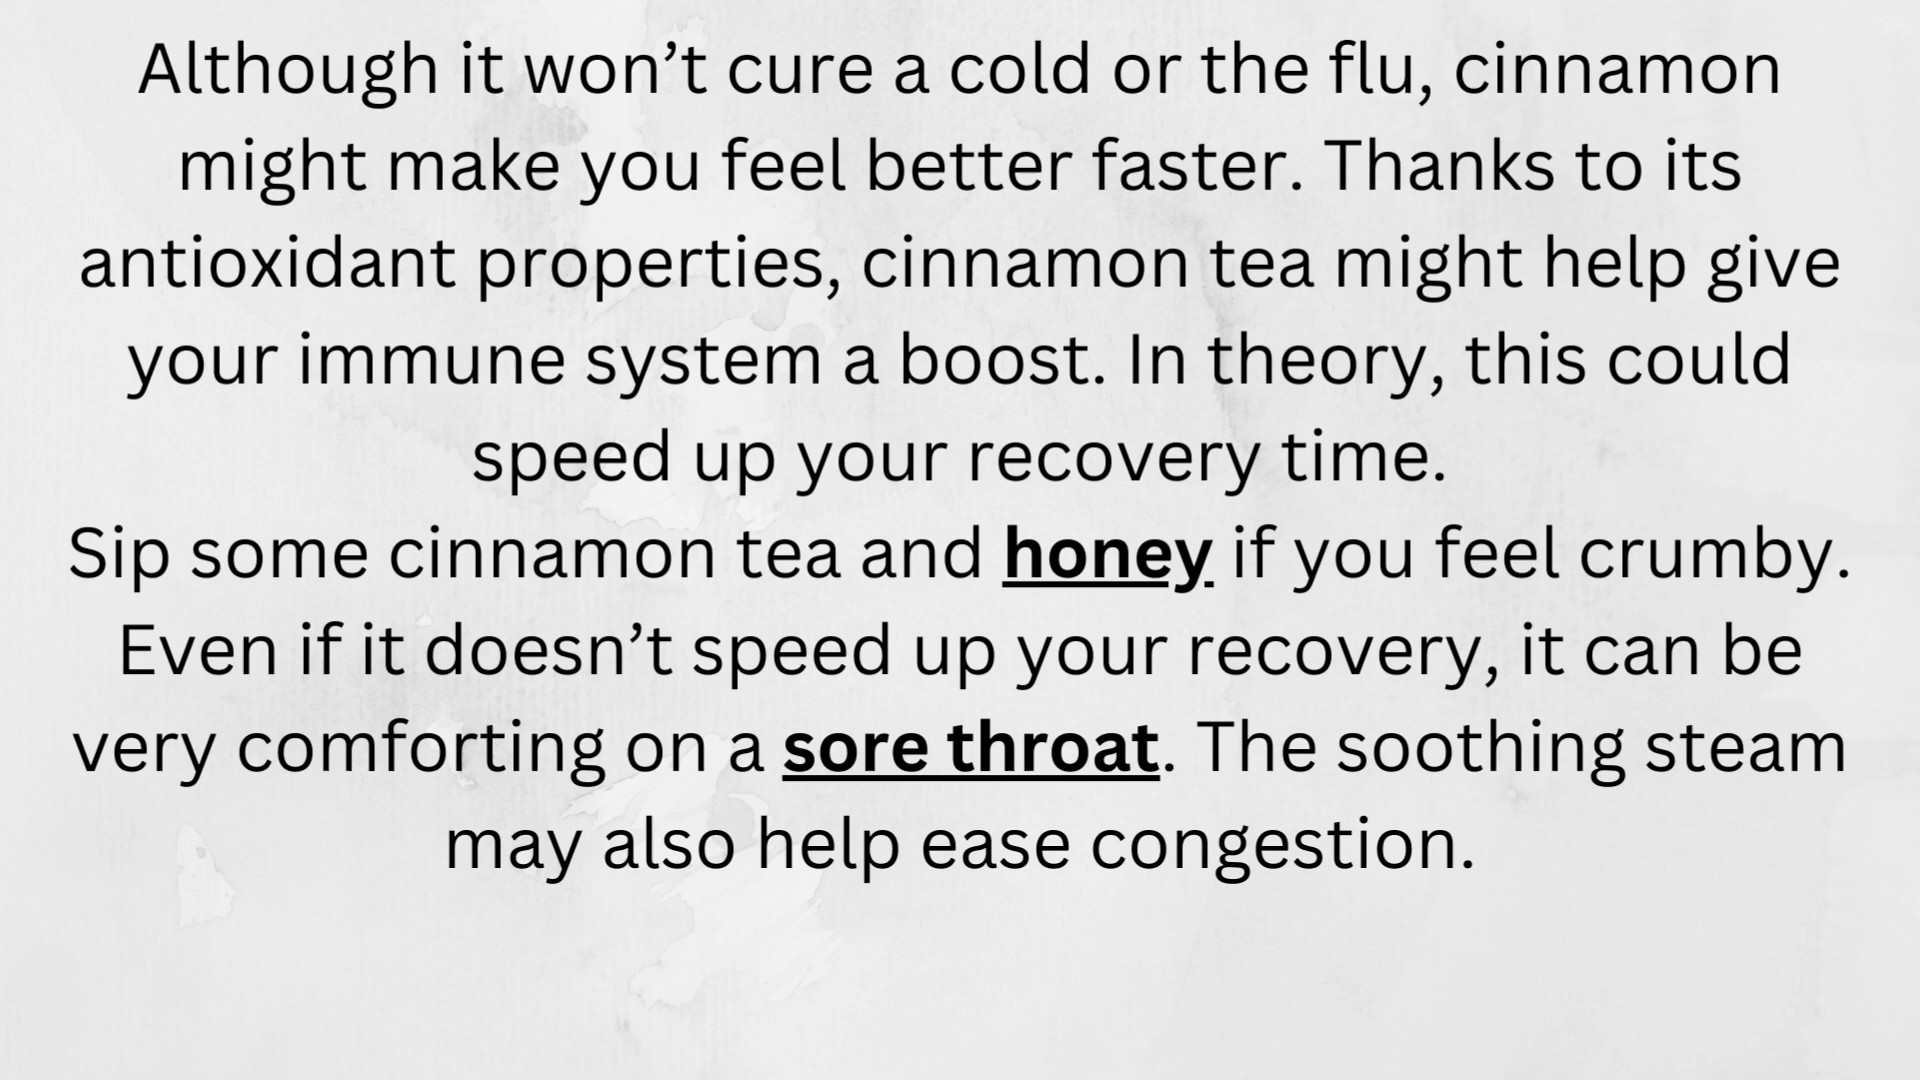 Although it won’t cure a cold or the flu, cinnamon
might make you feel better faster. Thanks to its
antioxidant properties, cinnamon tea might help give
your immune system a boost. In theory, this could
speed up your recovery time.
Sip some cinnamon tea and honey if you feel crumby.
Even if it doesn’t speed up your recovery, it can be
very comforting on a sore throat. The soothing steam
may also help ease congestion.